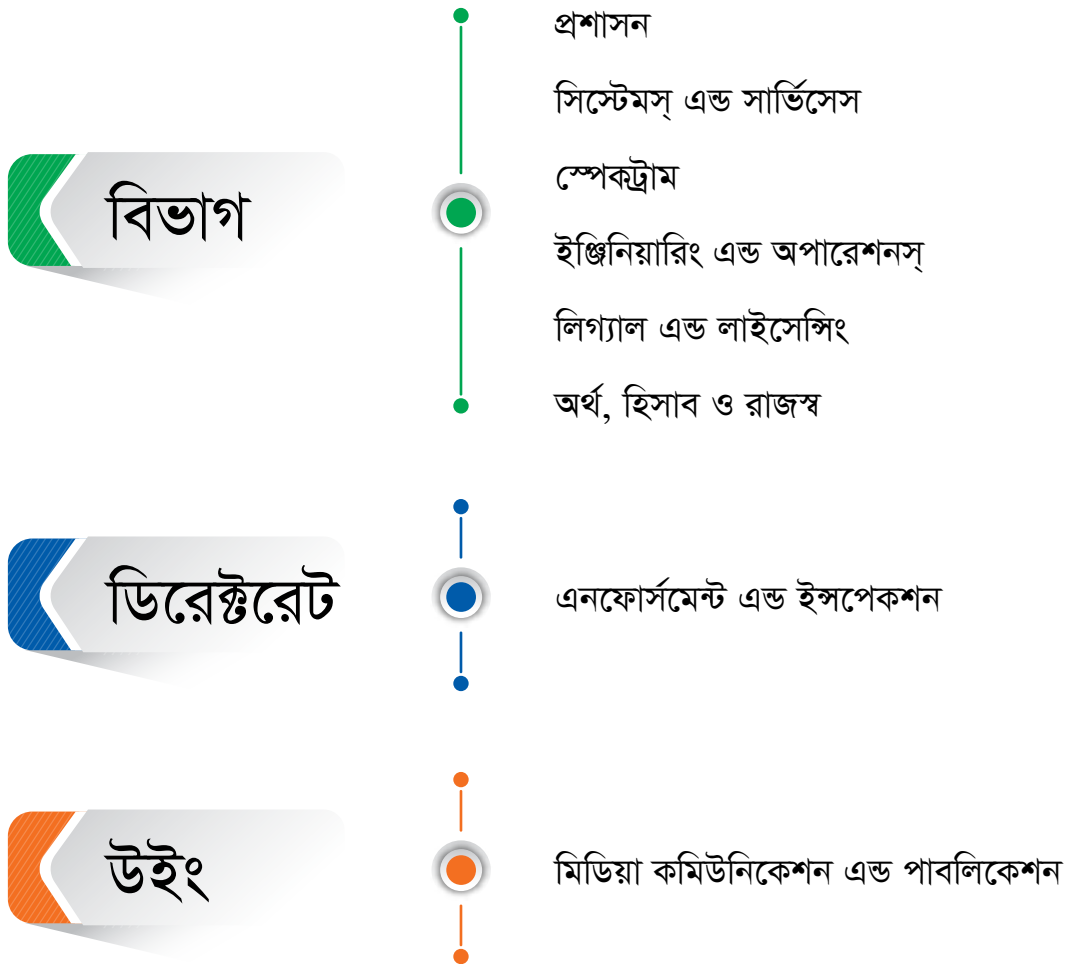 বিভাগ
প্রশাসন
সিস্টেমস্ এন্ড সার্ভিসেস
স্পেকট্রাম
ইঞ্জিনিয়ারিং এন্ড অপারেশনস্
লিগ্যাল এন্ড লাইসেন্সিং
অর্থ, হিসাব ও রাজস্ব
ডিরেক্টরেট
এনফোর্সমেন্ট এন্ড ইন্সপেকশন
উইং
মিডিয়া কমিউনিকেশন এন্ড পাবলিকেশন